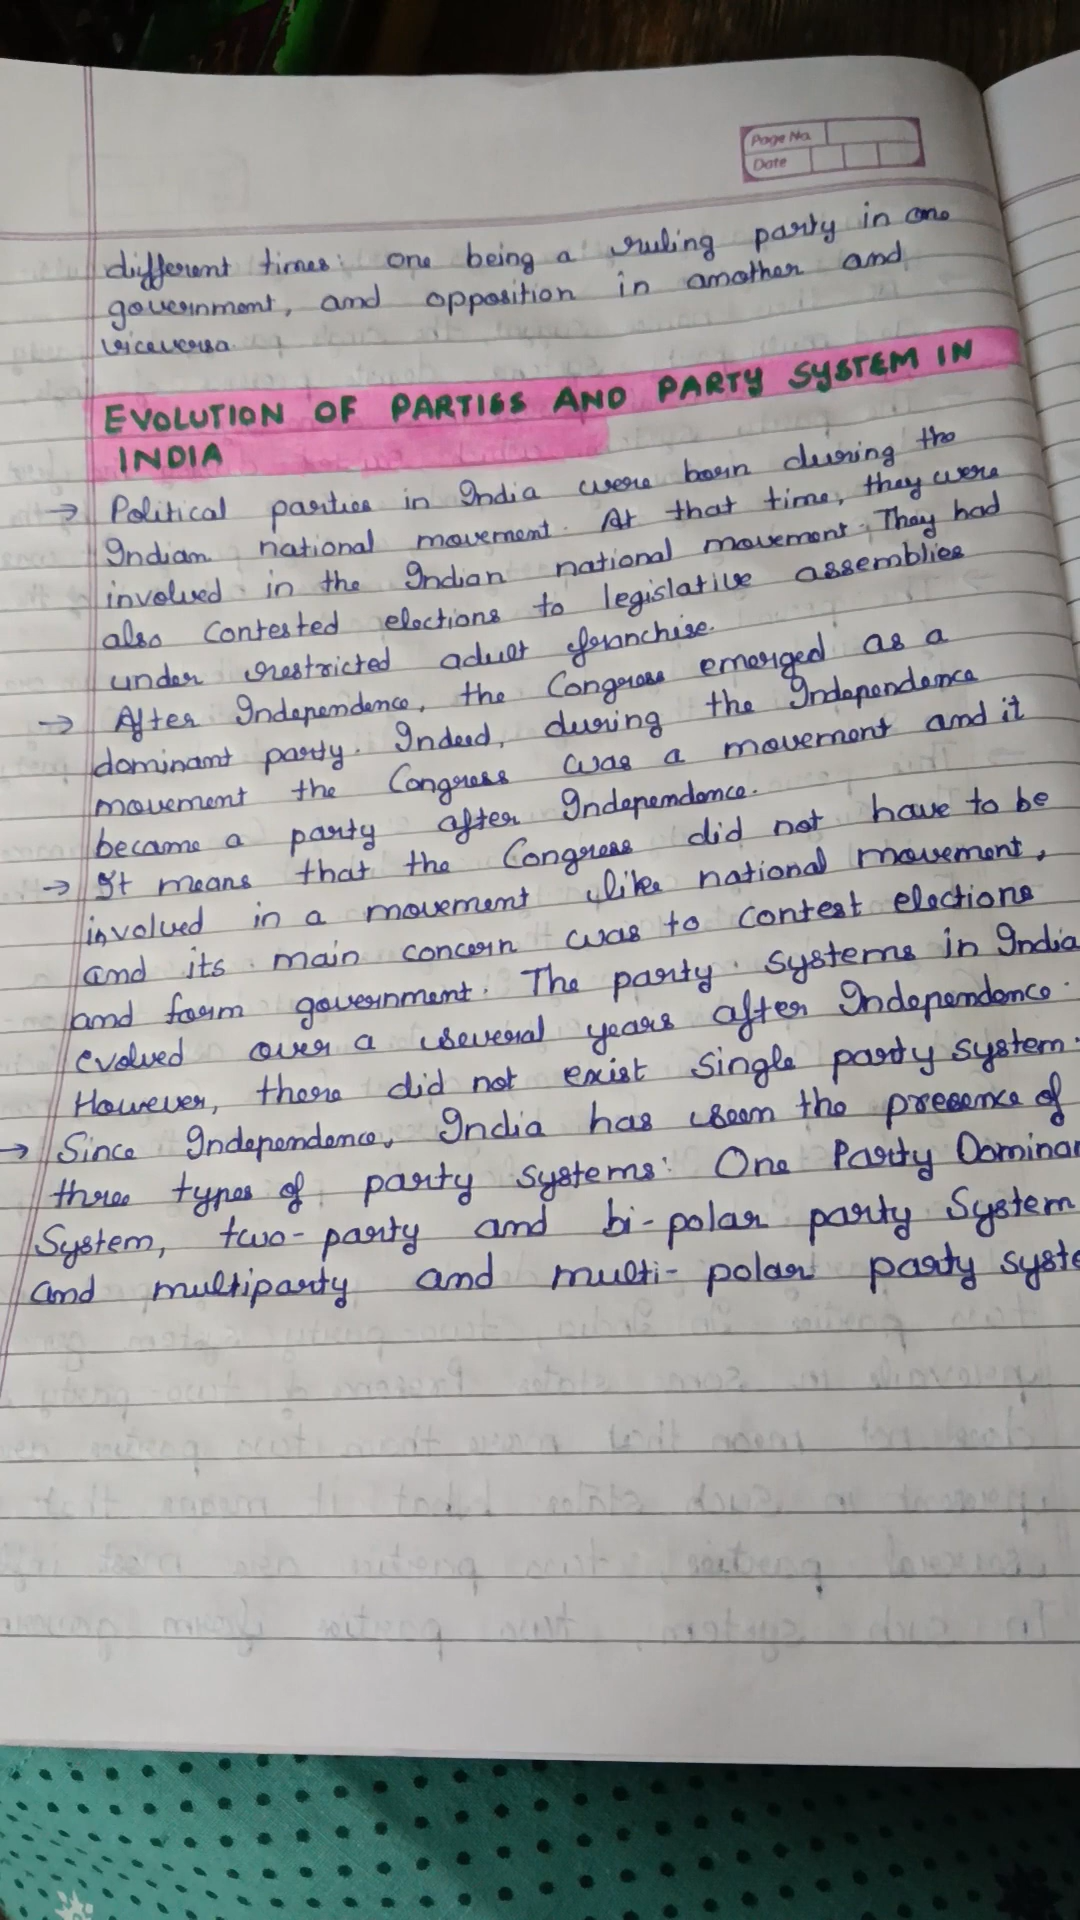 Page No.
Date
different times: one being a ruling party in one
government, and opposition in another and
viceversa.
EVOLUTION OF PARTIES AND PARTY SYSTEM IN
INDIA
→ Political parties in India were born during the
Indian national movement. At that time, they were
involved in the Indian national movement. They had
also contested elections to legislative assemblies
under restricted adult franchise.
→ After Independence, the Congress emerged as a
dominant party. Indeed, during the Independence
movement the Congress was a movement and it
became a party after Independence.
→ It means that the Congress did not have to be
involved in a movement like national movement,
and its main concern was to contest elections
and form government. The party systems in India
evolved over a several years after Independence.
However, there did not exist single party system.
→ Since Independence, India has seen the presence of
three types of party systems: One Party Dominan
System, two-party and bi-polar party System
and multiparty and multi-polar party syste